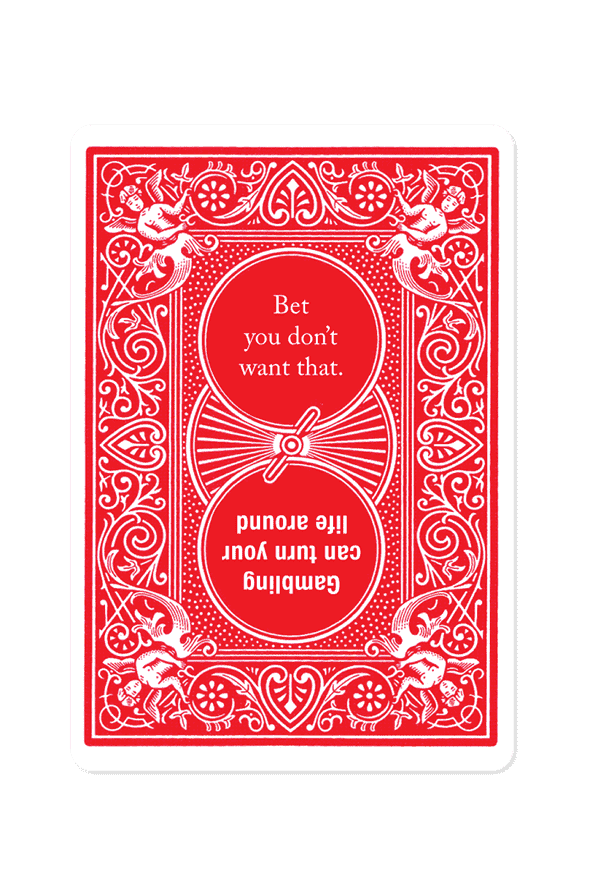 Bet
you don't
want that.
Gambling
can turn your
life around